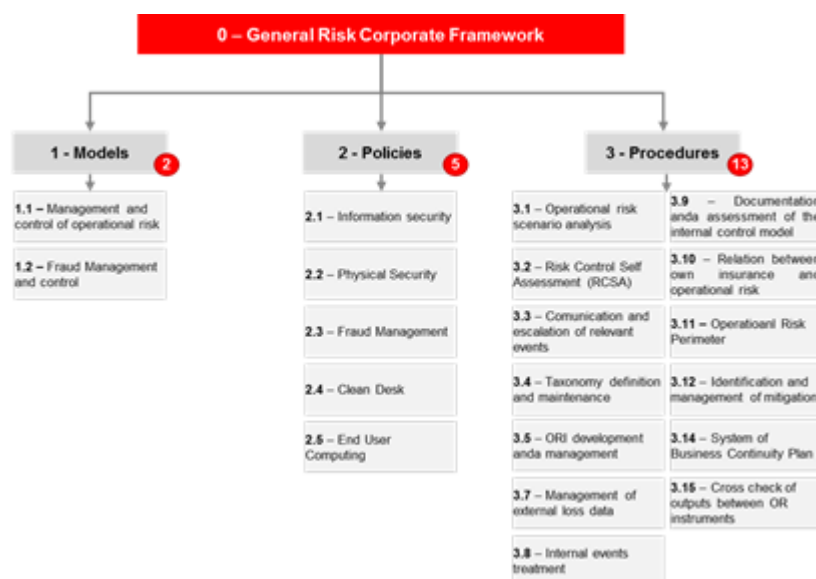 0 – General Risk Corporate Framework
1 - Models
2
2 - Policies
5
3 - Procedures
13
1.1 – Management and
control of operational risk
1.2 – Fraud Management
and control
2.1 – Information security
2.2 – Physical Security
2.3 – Fraud Management
2.4 – Clean Desk
2.5 – End User
Computing
3.1 – Operational risk
scenario analysis
3.2 – Risk Control Self
Assessment (RCSA)
3.3 – Comunication and
escalation of relevant
events
3.4 – Taxonomy definition
and maintenance
3.5 – ORI development
anda management
3.7 – Management of
external loss data
3.8 – Internal events
treatment
3.9 – Documentation
anda assessment of the
internal control model
3.10 – Relation between
own insurance and
operational risk
3.11 – Operatioanl Risk
Perimeter
3.12 – Identification and
management of mitigation
3.14 – System of
Business Continuity Plan
3.15 – Cross check of
outputs between OR
instruments